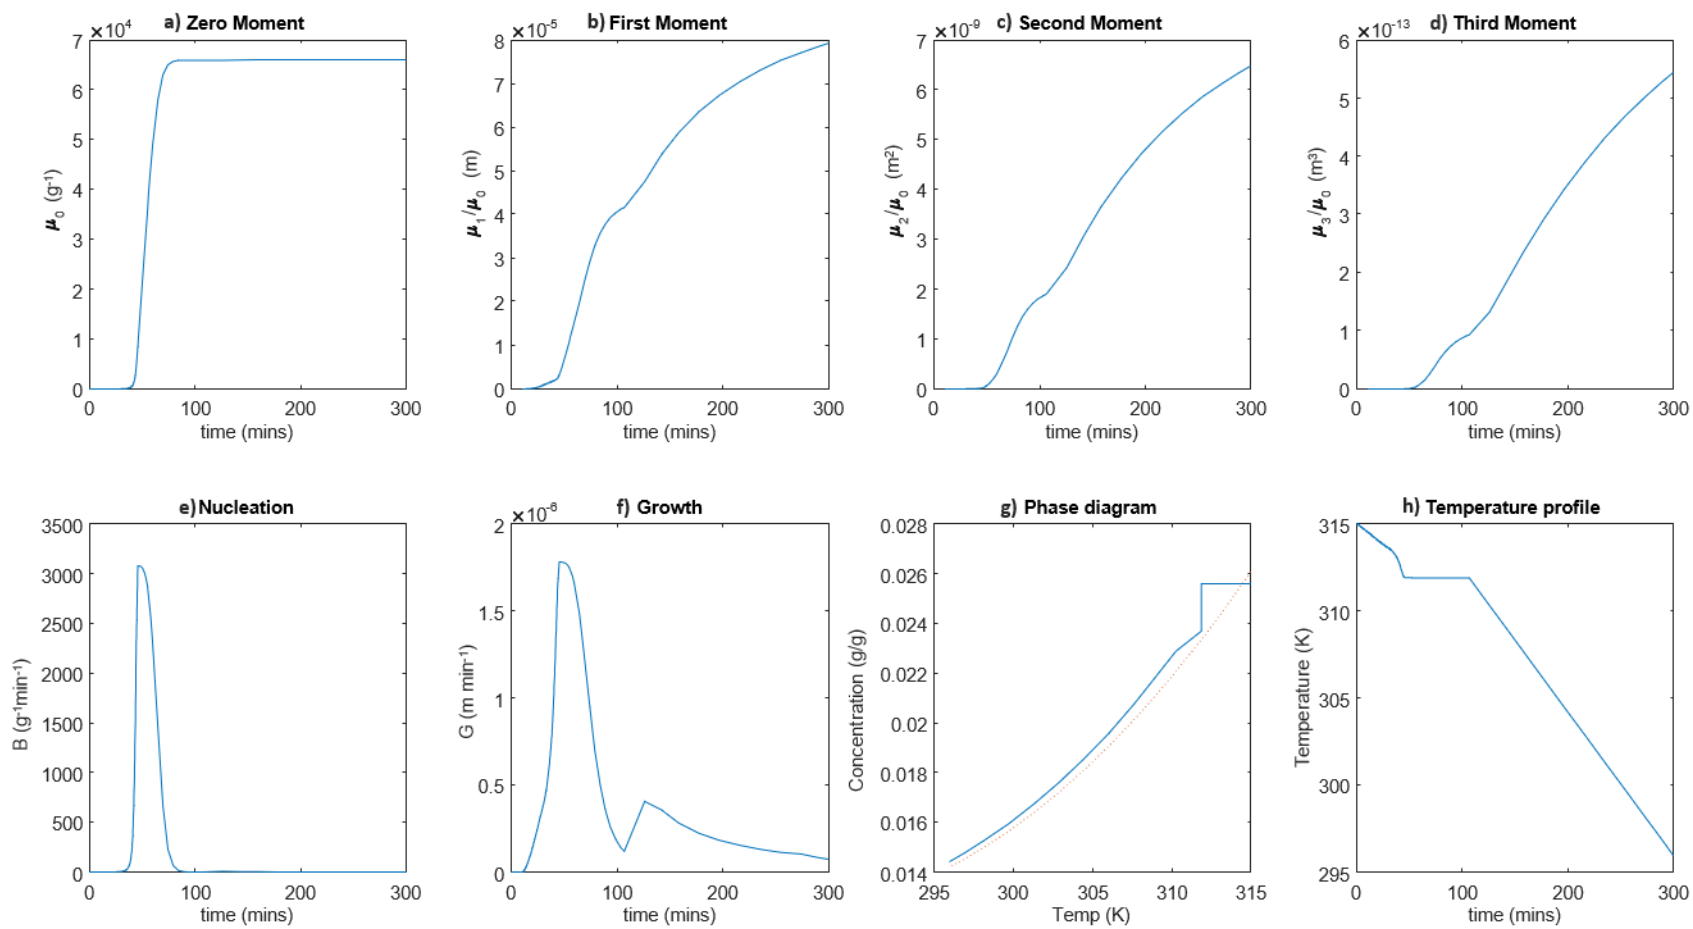 a) Zero Moment
×10⁴
7
6
5
4
3
2
1
0
0 100 200 300
time (mins)
μ₀ (g⁻¹)
b) First Moment
×10⁻⁵
8
7
6
5
4
3
2
1
0
0 100 200 300
time (mins)
μ₁/μ₀ (m)
c) Second Moment
×10⁻⁹
7
6
5
4
3
2
1
0
0 100 200 300
time (mins)
μ₂/μ₀ (m²)
d) Third Moment
×10⁻¹³
6
5
4
3
2
1
0
0 100 200 300
time (mins)
μ₃/μ₀ (m³)
e) Nucleation
3500
3000
2500
2000
1500
1000
500
0
0 100 200 300
time (mins)
B (g⁻¹min⁻¹)
f) Growth
×10⁻⁶
2
1.5
1
0.5
0
0 100 200 300
time (mins)
G (m min⁻¹)
g) Phase diagram
0.028
0.026
0.024
0.022
0.02
0.018
0.016
0.014
295 300 305 310 315
Temp (K)
Concentration (g/g)
h) Temperature profile
315
310
305
300
295
0 100 200 300
time (mins)
Temperature (K)